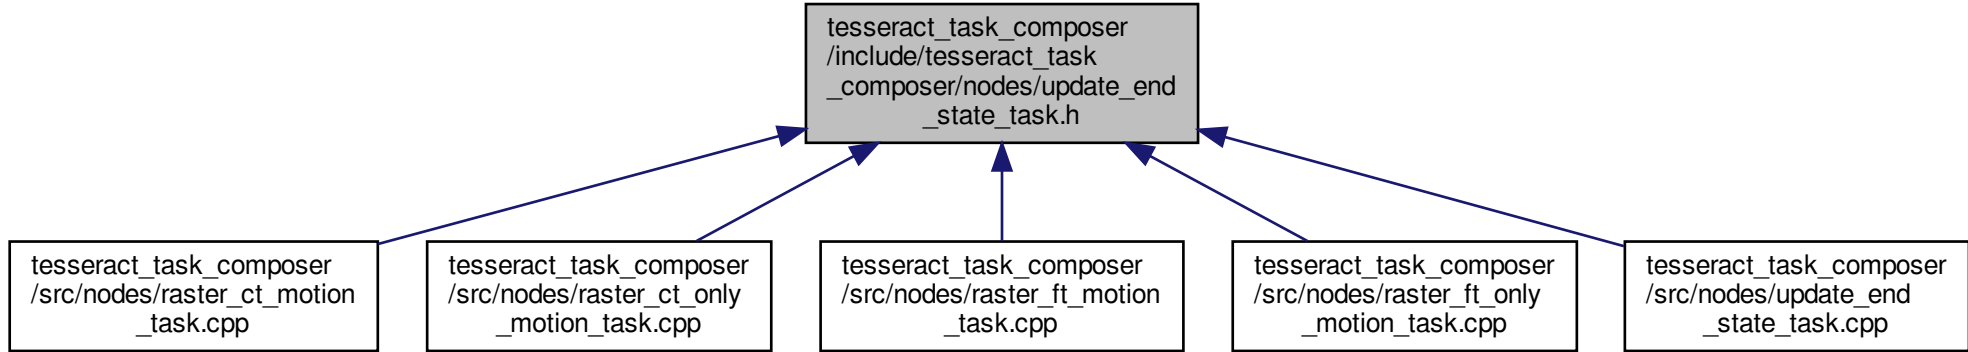 tesseract_task_composer
/include/tesseract_task
_composer/nodes/update_end
_state_task.h
tesseract_task_composer
/src/nodes/raster_ct_motion
_task.cpp
tesseract_task_composer
/src/nodes/raster_ct_only
_motion_task.cpp
tesseract_task_composer
/src/nodes/raster_ft_motion
_task.cpp
tesseract_task_composer
/src/nodes/raster_ft_only
_motion_task.cpp
tesseract_task_composer
/src/nodes/update_end
_state_task.cpp